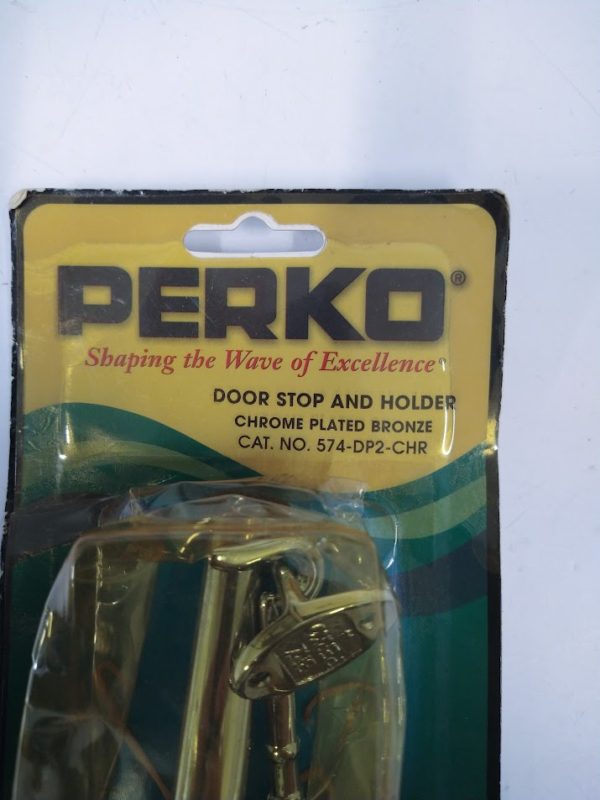 PERKO®
Shaping the Wave of Excellence®
DOOR STOP AND HOLDER
CHROME PLATED BRONZE
CAT. NO. 574-DP2-CHR